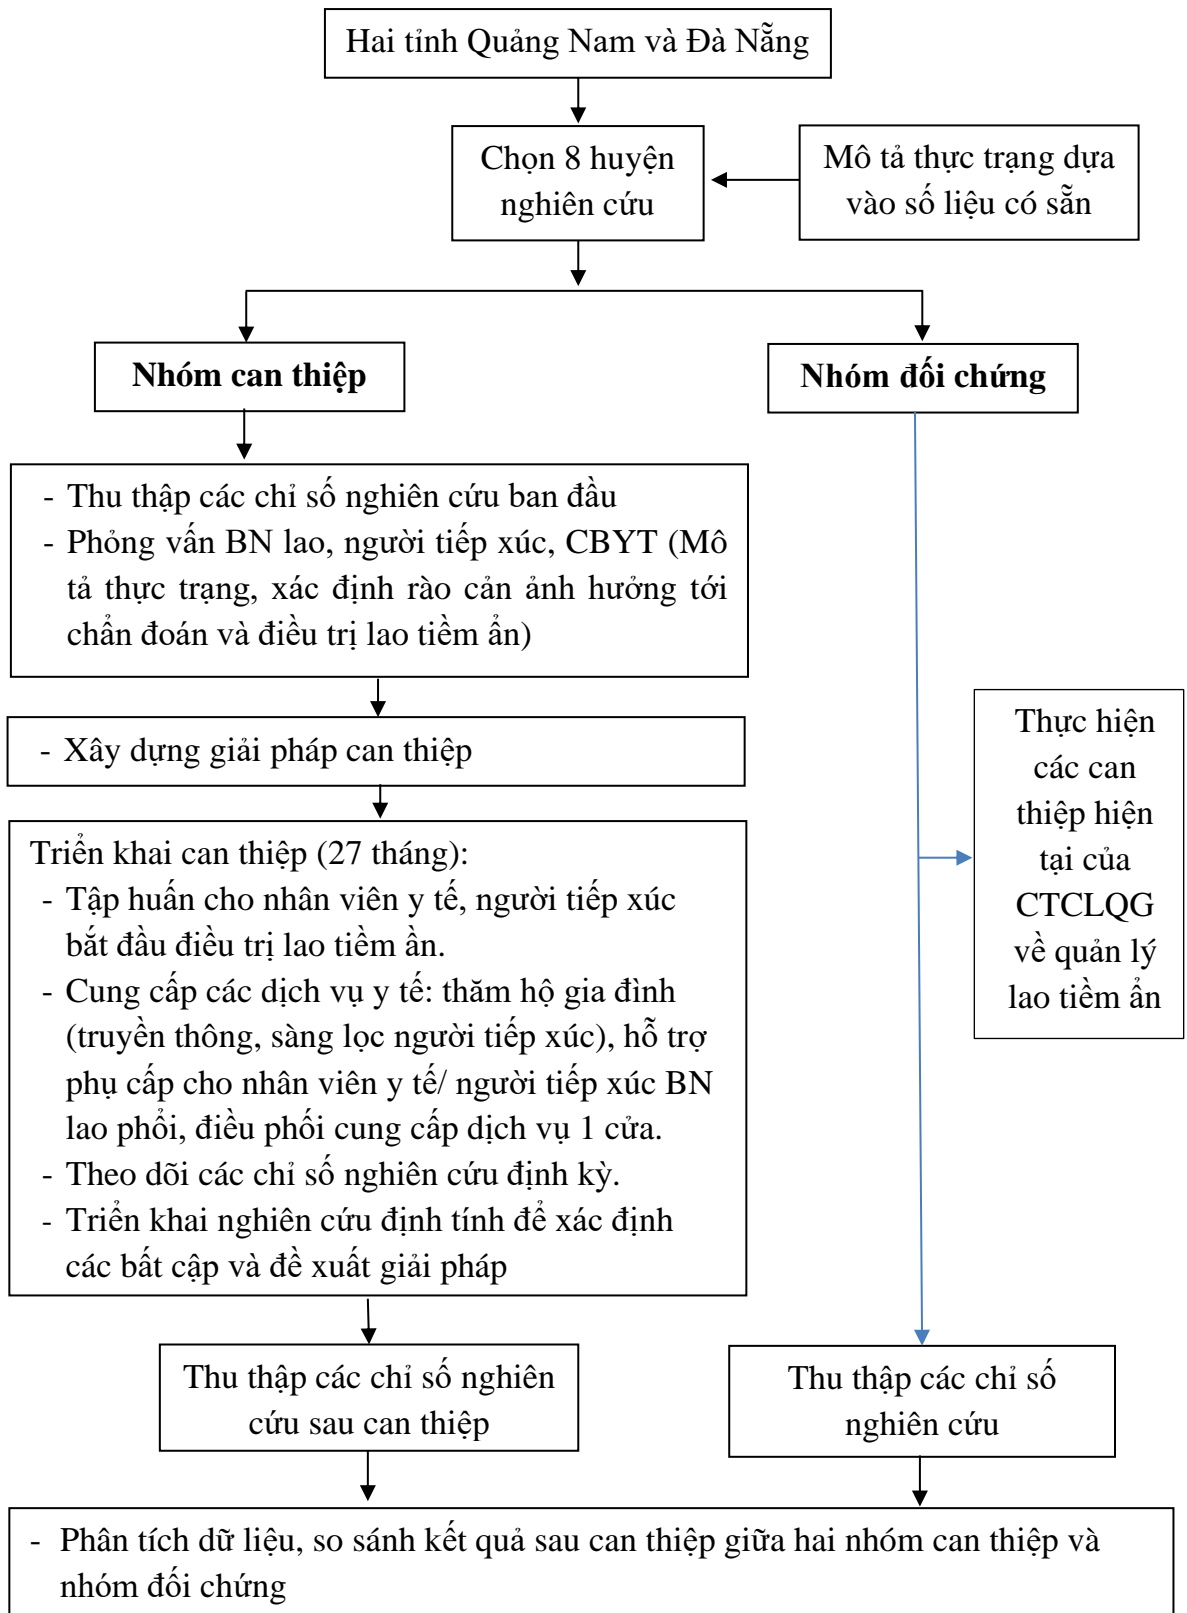 Hai tỉnh Quảng Nam và Đà Nẵng
Chọn 8 huyện
nghiên cứu
Mô tả thực trạng dựa
vào số liệu có sẵn
Nhóm can thiệp
Nhóm đối chứng
- Thu thập các chỉ số nghiên cứu ban đầu
- Phỏng vấn BN lao, người tiếp xúc, CBYT (Mô
tả thực trạng, xác định rào cản ảnh hưởng tới
chẩn đoán và điều trị lao tiềm ẩn)
- Xây dựng giải pháp can thiệp
Thực hiện
các can
thiệp hiện
tại của
CTCLQG
về quản lý
lao tiềm ẩn
Triển khai can thiệp (27 tháng):
- Tập huấn cho nhân viên y tế, người tiếp xúc
bắt đầu điều trị lao tiềm ần.
- Cung cấp các dịch vụ y tế: thăm hộ gia đình
(truyền thông, sàng lọc người tiếp xúc), hỗ trợ
phụ cấp cho nhân viên y tế/ người tiếp xúc BN
lao phổi, điều phối cung cấp dịch vụ 1 cửa.
- Theo dõi các chỉ số nghiên cứu định kỳ.
- Triển khai nghiên cứu định tính để xác định
các bất cập và đề xuất giải pháp
Thu thập các chỉ số nghiên
cứu sau can thiệp
Thu thập các chỉ số
nghiên cứu
- Phân tích dữ liệu, so sánh kết quả sau can thiệp giữa hai nhóm can thiệp và
nhóm đối chứng